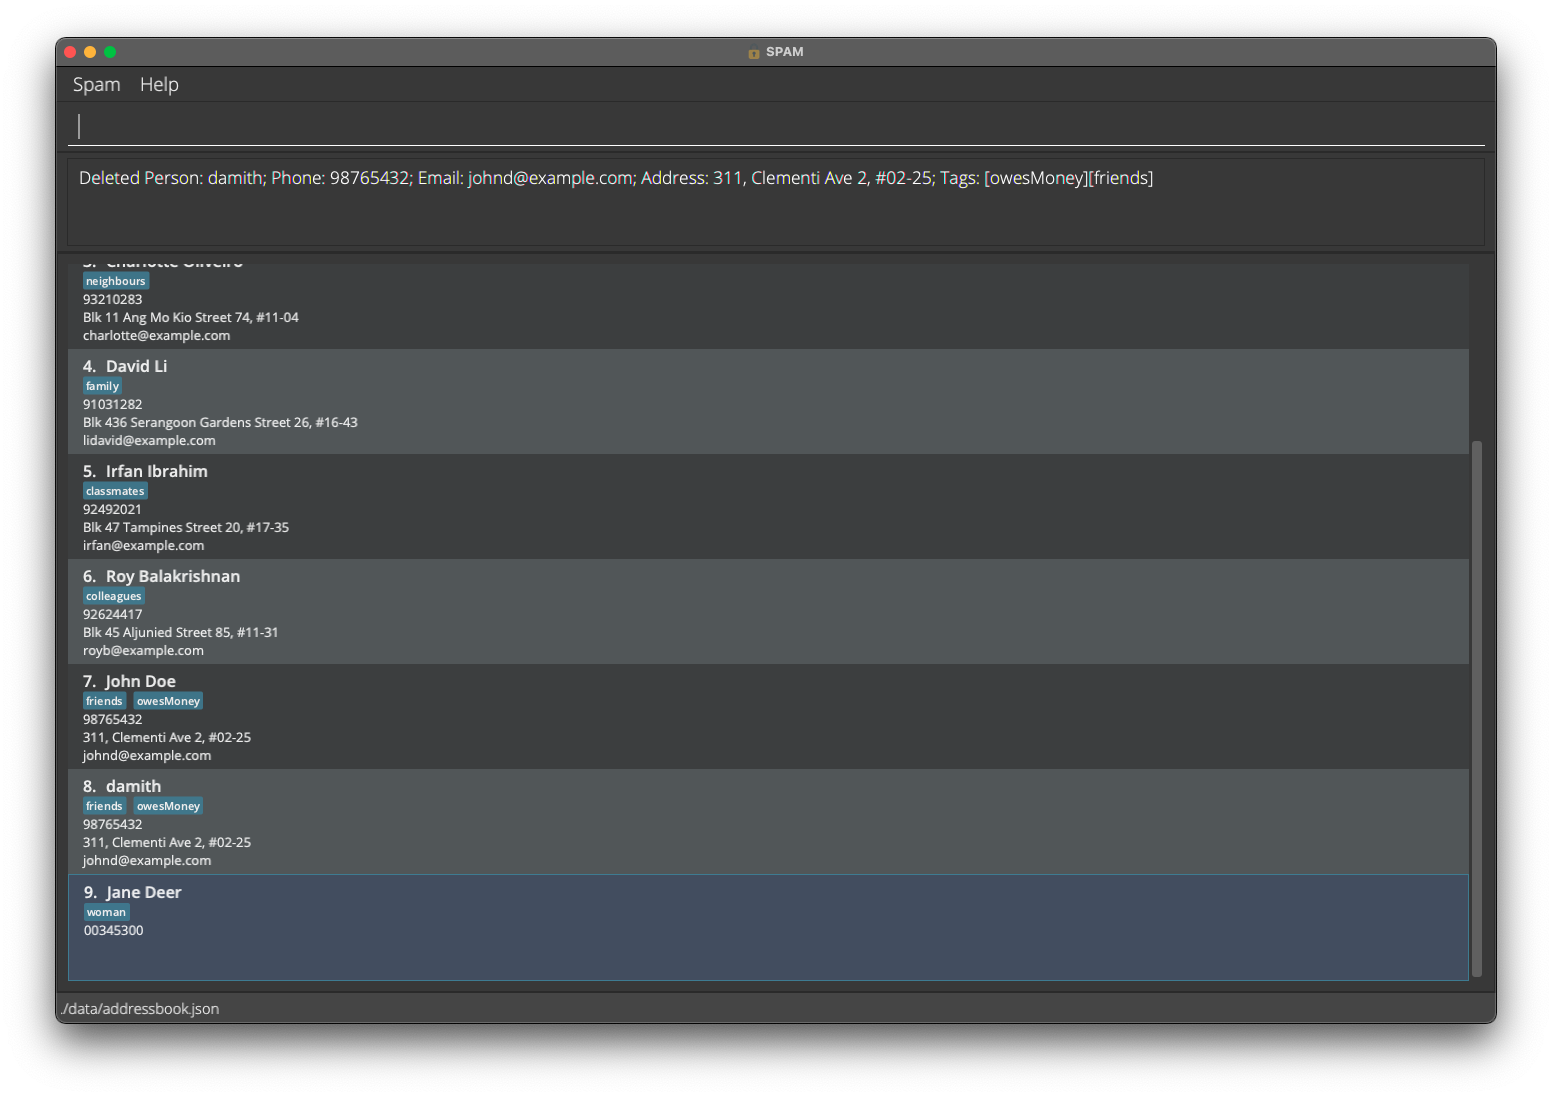 SPAM
Spam Help
Deleted Person: damith; Phone: 98765432; Email: johnd@example.com; Address: 311, Clementi Ave 2, #02-25; Tags: [owesMoney][friends]
3. Charlotte Oliveiro
neighbours
93210283
Blk 11 Ang Mo Kio Street 74, #11-04
charlotte@example.com
4. David Li
family
91031282
Blk 436 Serangoon Gardens Street 26, #16-43
lidavid@example.com
5. Irfan Ibrahim
classmates
92492021
Blk 47 Tampines Street 20, #17-35
irfan@example.com
6. Roy Balakrishnan
colleagues
92624417
Blk 45 Aljunied Street 85, #11-31
royb@example.com
7. John Doe
friends owesMoney
98765432
311, Clementi Ave 2, #02-25
johnd@example.com
8. damith
friends owesMoney
98765432
311, Clementi Ave 2, #02-25
johnd@example.com
9. Jane Deer
woman
00345300
./data/addressbook.json